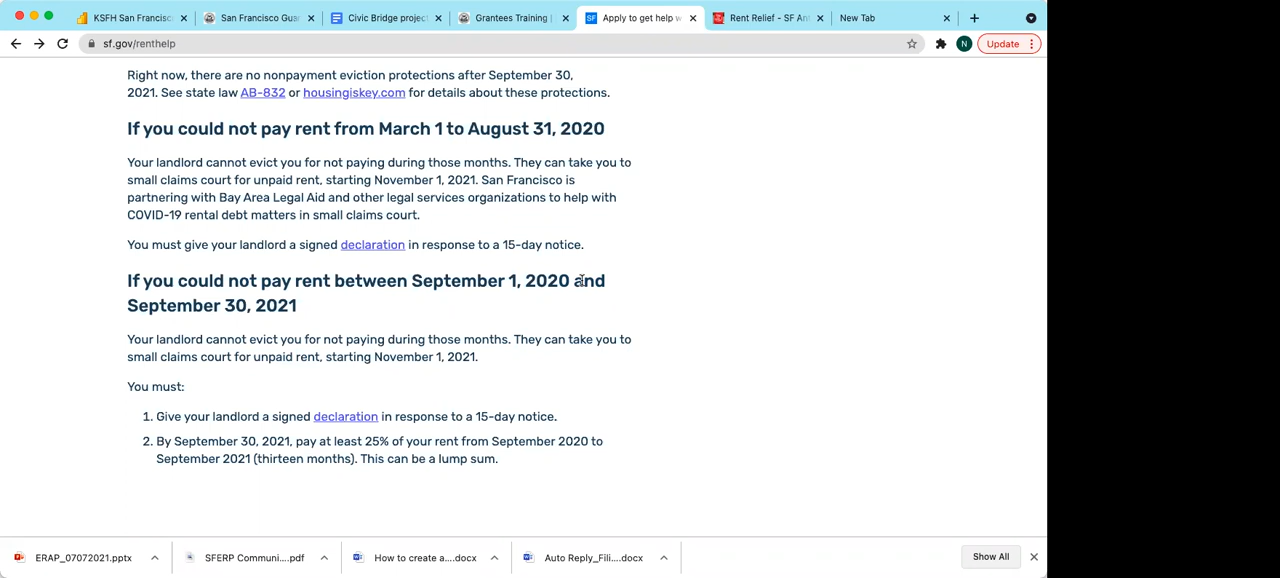 KSFH San Francisc
San Francisco Gua
Civic Bridge projec
Grantees Training |
Apply to get help w
Rent Relief - SF An
New Tab
sf.gov/renthelp
N
Update
Right now, there are no nonpayment eviction protections after September 30,
2021. See state law AB-832 or housingiskey.com for details about these protections.
If you could not pay rent from March 1 to August 31, 2020
Your landlord cannot evict you for not paying during those months. They can take you to
small claims court for unpaid rent, starting November 1, 2021. San Francisco is
partnering with Bay Area Legal Aid and other legal services organizations to help with
COVID-19 rental debt matters in small claims court.
You must give your landlord a signed declaration in response to a 15-day notice.
If you could not pay rent between September 1, 2020 and
September 30, 2021
Your landlord cannot evict you for not paying during those months. They can take you to
small claims court for unpaid rent, starting November 1, 2021.
You must:
1. Give your landlord a signed declaration in response to a 15-day notice.
2. By September 30, 2021, pay at least 25% of your rent from September 2020 to
September 2021 (thirteen months). This can be a lump sum.
ERAP_07072021.pptx
SFERP Communi....pdf
How to create a....docx
Auto Reply_Fili....docx
Show All